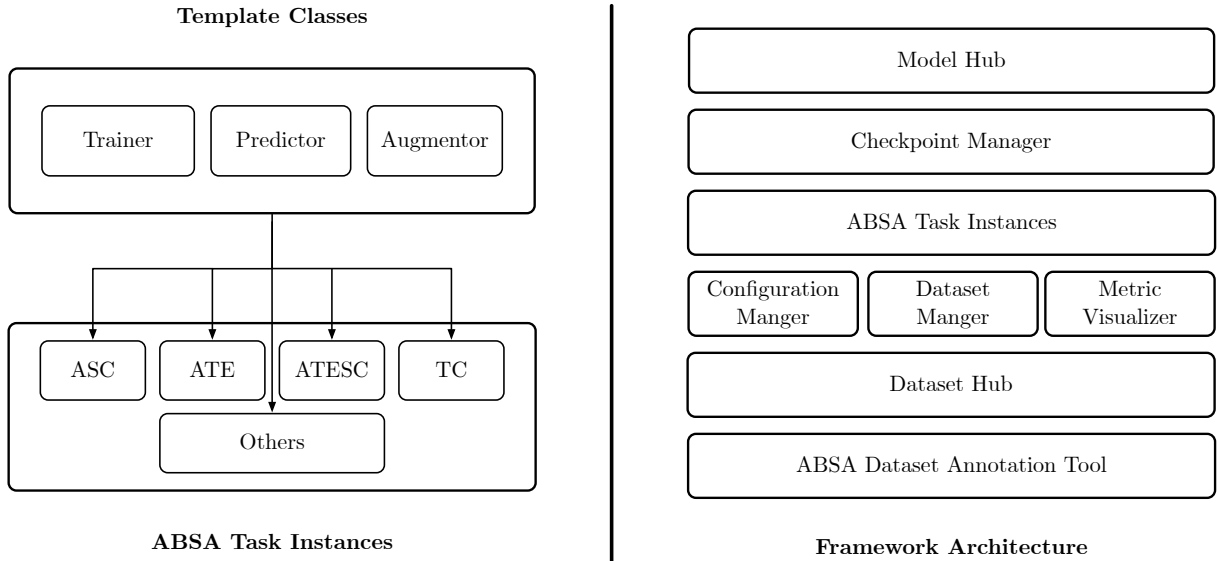 Template Classes
Trainer
Predictor
Augmentor
ASC
ATE
ATESC
TC
Others
ABSA Task Instances
Model Hub
Checkpoint Manager
ABSA Task Instances
Configuration
Manger
Dataset
Manger
Metric
Visualizer
Dataset Hub
ABSA Dataset Annotation Tool
Framework Architecture